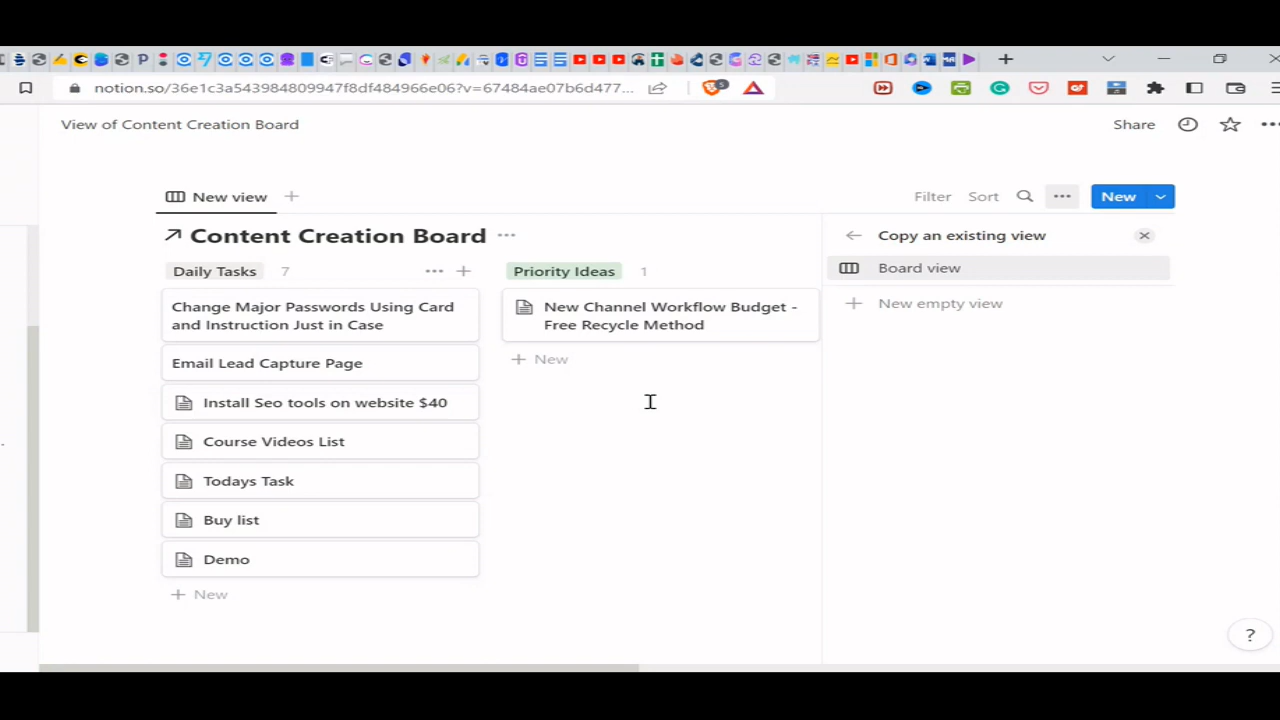 notion.so/36e1c3a543984809947f8df484966e06?v=67484ae07b6d477...
View of Content Creation Board
Share
New view
Filter
Sort
New
Content Creation Board
Copy an existing view
Daily Tasks 7
Priority Ideas 1
Board view
Change Major Passwords Using Card
and Instruction Just in Case
New Channel Workflow Budget -
Free Recycle Method
New empty view
Email Lead Capture Page
New
Install Seo tools on website $40
Course Videos List
Todays Task
Buy list
Demo
New
?